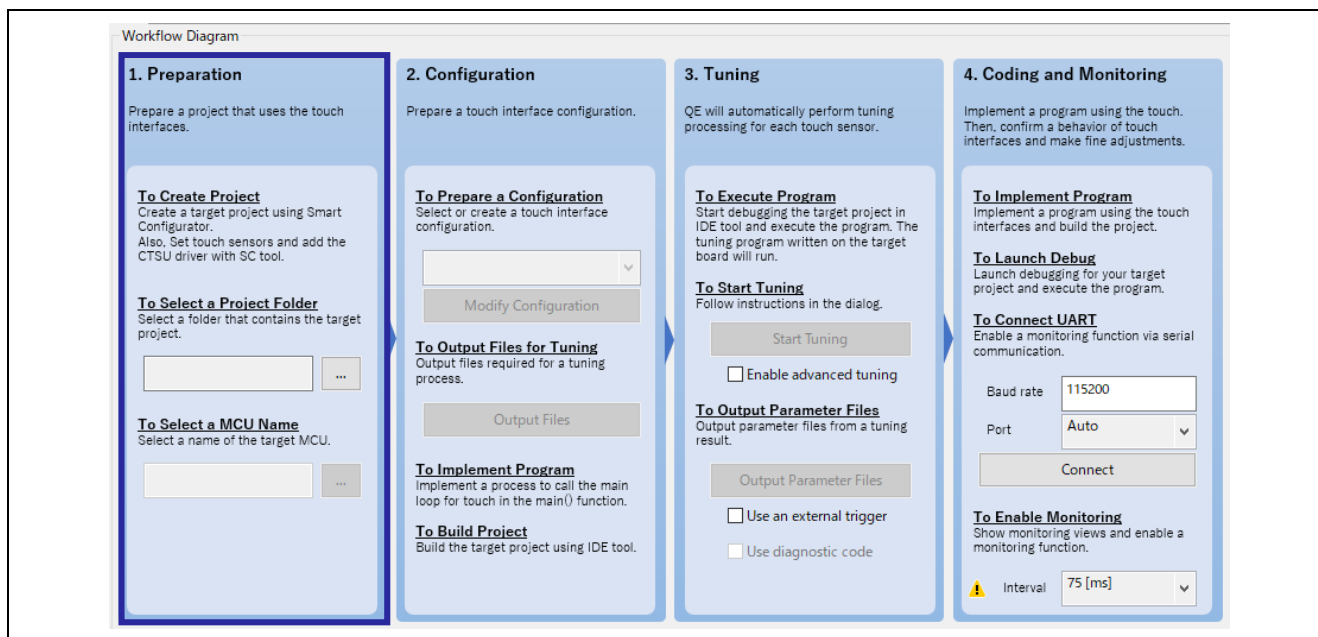 Workflow Diagram
1. Preparation
Prepare a project that uses the touch
interfaces.
To Create Project
Create a target project using Smart
Configurator.
Also, Set touch sensors and add the
CTSU driver with SC tool.
To Select a Project Folder
Select a folder that contains the target
project.
...
To Select a MCU Name
Select a name of the target MCU.
...
2. Configuration
Prepare a touch interface configuration.
To Prepare a Configuration
Select or create a touch interface
configuration.
Modify Configuration
To Output Files for Tuning
Output files required for a tuning
process.
Output Files
To Implement Program
Implement a process to call the main
loop for touch in the main() function.
To Build Project
Build the target project using IDE tool.
3. Tuning
QE will automatically perform tuning
processing for each touch sensor.
To Execute Program
Start debugging the target project in
IDE tool and execute the program. The
tuning program written on the target
board will run.
To Start Tuning
Follow instructions in the dialog.
Start Tuning
Enable advanced tuning
To Output Parameter Files
Output parameter files from a tuning
result.
Output Parameter Files
Use an external trigger
Use diagnostic code
4. Coding and Monitoring
Implement a program using the touch.
Then, confirm a behavior of touch
interfaces and make fine adjustments.
To Implement Program
Implement a program using the touch
interfaces and build the project.
To Launch Debug
Launch debugging for your target
project and execute the program.
To Connect UART
Enable a monitoring function via serial
communication.
Baud rate 115200
Port Auto
Connect
To Enable Monitoring
Show monitoring views and enable a
monitoring function.
Interval 75 [ms]